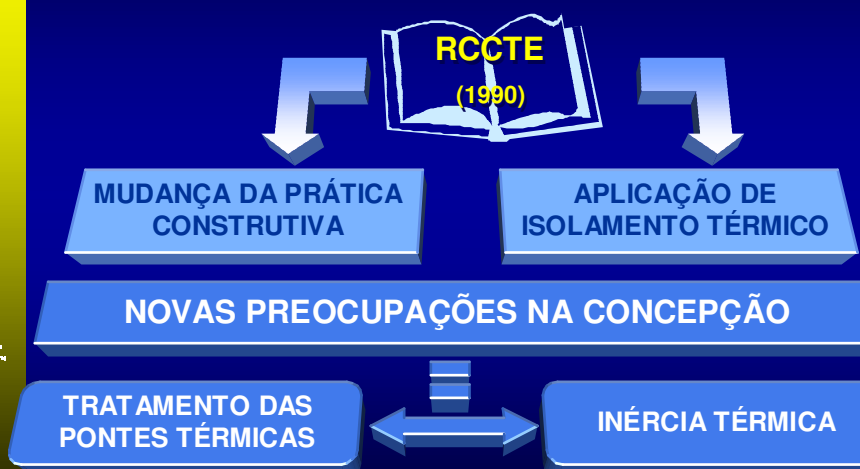 RCCTE
(1990)
MUDANÇA DA PRÁTICA
CONSTRUTIVA
APLICAÇÃO DE
ISOLAMENTO TÉRMICO
NOVAS PREOCUPAÇÕES NA CONCEPÇÃO
TRATAMENTO DAS
PONTES TÉRMICAS
INÉRCIA TÉRMICA